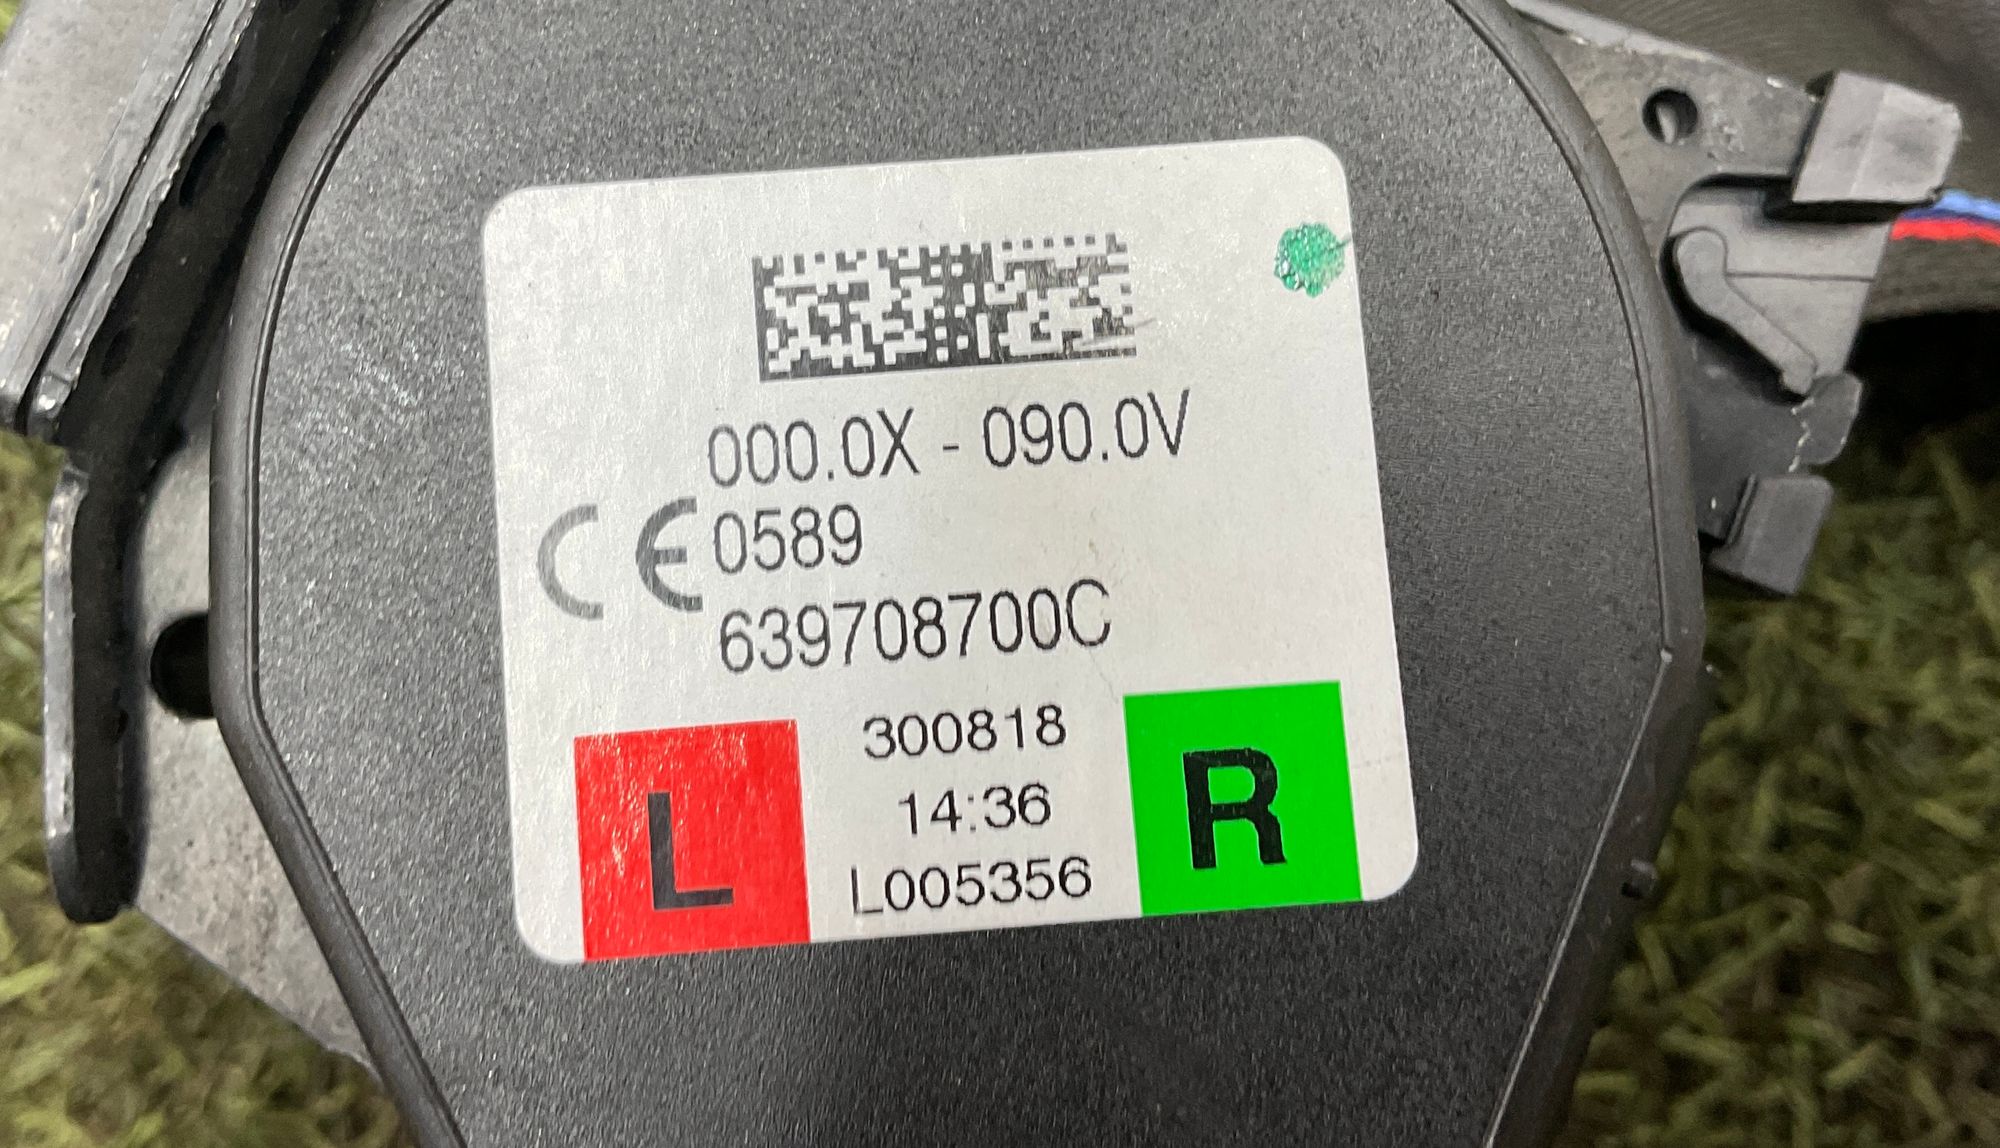 000.0X - 090.0V
CE 0589
639708700C
300818
14:36
L005356
L
R